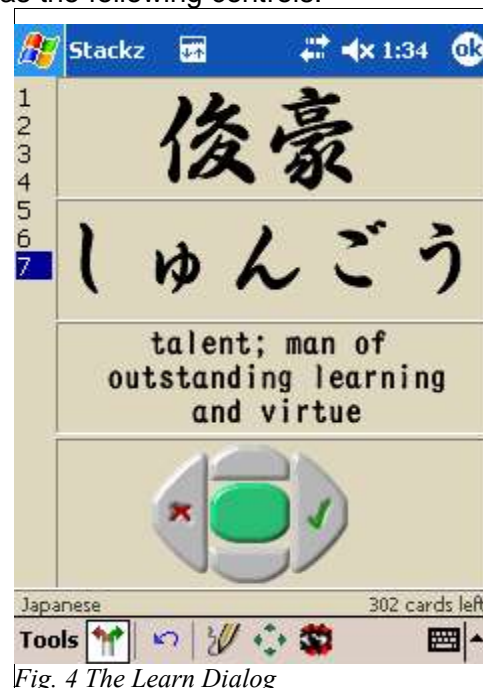 as the following controls.
Stackz 1:34 ok
1
2
3
4
5
6
7
俊豪
しゅんごう
talent; man of
outstanding learning
and virtue
Japanese 302 cards left
Tools
Fig. 4 The Learn Dialog